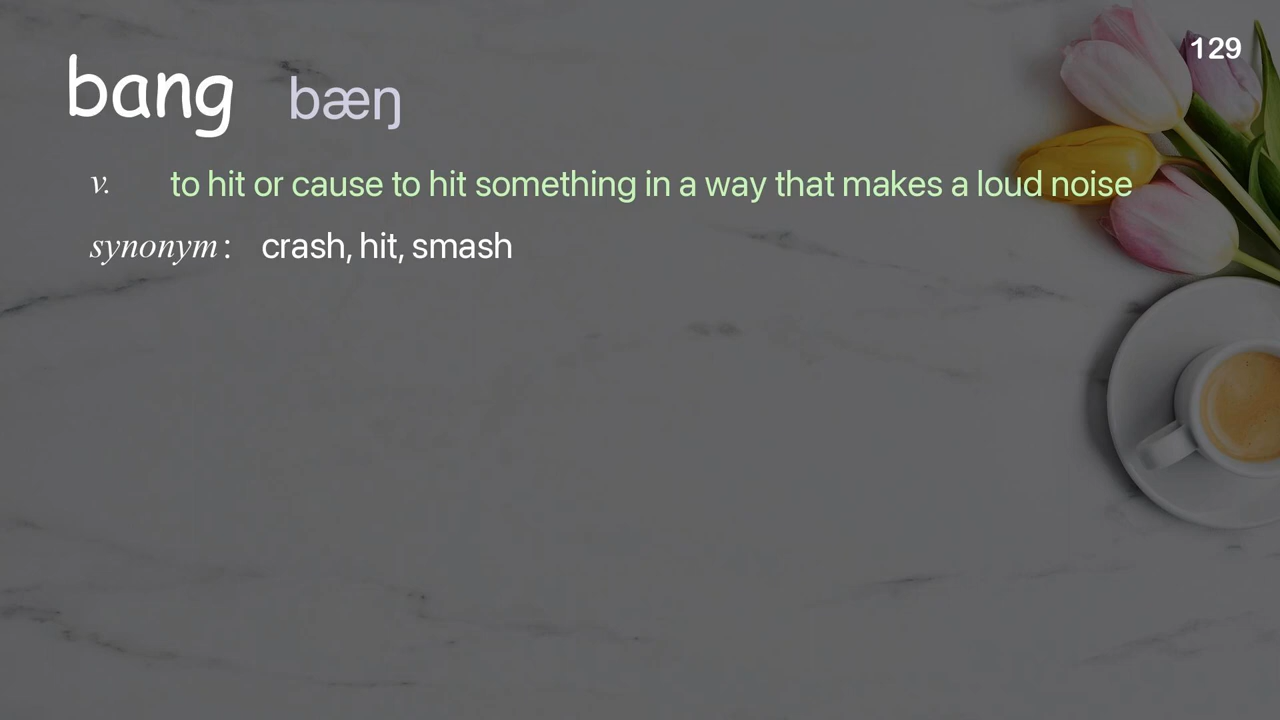 129
bang bæŋ
v. to hit or cause to hit something in a way that makes a loud noise
synonym: crash, hit, smash